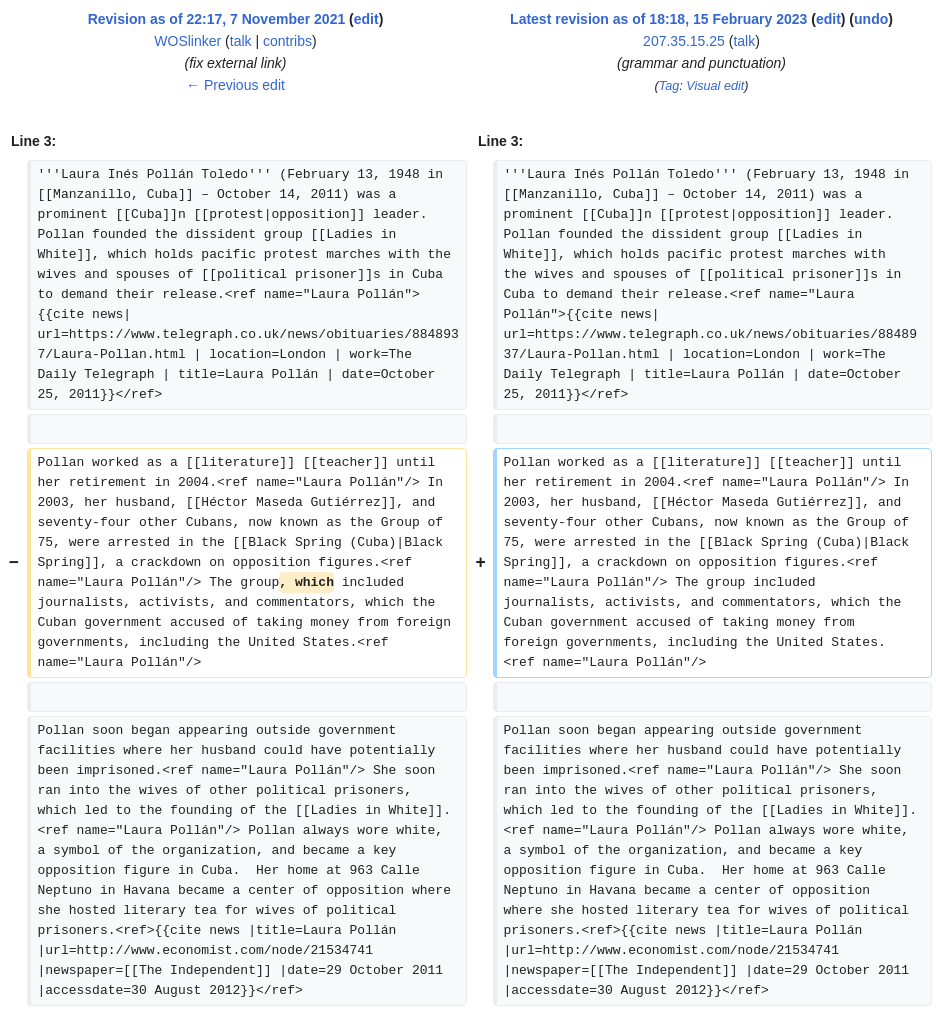 Revision as of 22:17, 7 November 2021 (edit)
WOSlinker (talk | contribs)
(fix external link)
← Previous edit
Latest revision as of 18:18, 15 February 2023 (edit) (undo)
207.35.15.25 (talk)
(grammar and punctuation)
(Tag: Visual edit)
Line 3:
'''Laura Inés Pollán Toledo''' (February 13, 1948 in
[[Manzanillo, Cuba]] – October 14, 2011) was a
prominent [[Cuba]]n [[protest|opposition]] leader.
Pollan founded the dissident group [[Ladies in
White]], which holds pacific protest marches with the
wives and spouses of [[political prisoner]]s in Cuba
to demand their release.<ref name="Laura Pollán">
{{cite news|
url=https://www.telegraph.co.uk/news/obituaries/884893
7/Laura-Pollan.html | location=London | work=The
Daily Telegraph | title=Laura Pollán | date=October
25, 2011}}</ref>
−
Pollan worked as a [[literature]] [[teacher]] until
her retirement in 2004.<ref name="Laura Pollán"/> In
2003, her husband, [[Héctor Maseda Gutiérrez]], and
seventy-four other Cubans, now known as the Group of
75, were arrested in the [[Black Spring (Cuba)|Black
Spring]], a crackdown on opposition figures.<ref
name="Laura Pollán"/> The group, which included
journalists, activists, and commentators, which the
Cuban government accused of taking money from foreign
governments, including the United States.<ref
name="Laura Pollán"/>
Pollan soon began appearing outside government
facilities where her husband could have potentially
been imprisoned.<ref name="Laura Pollán"/> She soon
ran into the wives of other political prisoners,
which led to the founding of the [[Ladies in White]].
<ref name="Laura Pollán"/> Pollan always wore white,
a symbol of the organization, and became a key
opposition figure in Cuba.  Her home at 963 Calle
Neptuno in Havana became a center of opposition where
she hosted literary tea for wives of political
prisoners.<ref>{{cite news |title=Laura Pollán
|url=http://www.economist.com/node/21534741
|newspaper=[[The Independent]] |date=29 October 2011
|accessdate=30 August 2012}}</ref>
Line 3:
'''Laura Inés Pollán Toledo''' (February 13, 1948 in
[[Manzanillo, Cuba]] – October 14, 2011) was a
prominent [[Cuba]]n [[protest|opposition]] leader.
Pollan founded the dissident group [[Ladies in
White]], which holds pacific protest marches with
the wives and spouses of [[political prisoner]]s in
Cuba to demand their release.<ref name="Laura
Pollán">{{cite news|
url=https://www.telegraph.co.uk/news/obituaries/88489
37/Laura-Pollan.html | location=London | work=The
Daily Telegraph | title=Laura Pollán | date=October
25, 2011}}</ref>
+
Pollan worked as a [[literature]] [[teacher]] until
her retirement in 2004.<ref name="Laura Pollán"/> In
2003, her husband, [[Héctor Maseda Gutiérrez]], and
seventy-four other Cubans, now known as the Group of
75, were arrested in the [[Black Spring (Cuba)|Black
Spring]], a crackdown on opposition figures.<ref
name="Laura Pollán"/> The group included
journalists, activists, and commentators, which the
Cuban government accused of taking money from
foreign governments, including the United States.
<ref name="Laura Pollán"/>
Pollan soon began appearing outside government
facilities where her husband could have potentially
been imprisoned.<ref name="Laura Pollán"/> She soon
ran into the wives of other political prisoners,
which led to the founding of the [[Ladies in White]].
<ref name="Laura Pollán"/> Pollan always wore white,
a symbol of the organization, and became a key
opposition figure in Cuba.  Her home at 963 Calle
Neptuno in Havana became a center of opposition
where she hosted literary tea for wives of political
prisoners.<ref>{{cite news |title=Laura Pollán
|url=http://www.economist.com/node/21534741
|newspaper=[[The Independent]] |date=29 October 2011
|accessdate=30 August 2012}}</ref>